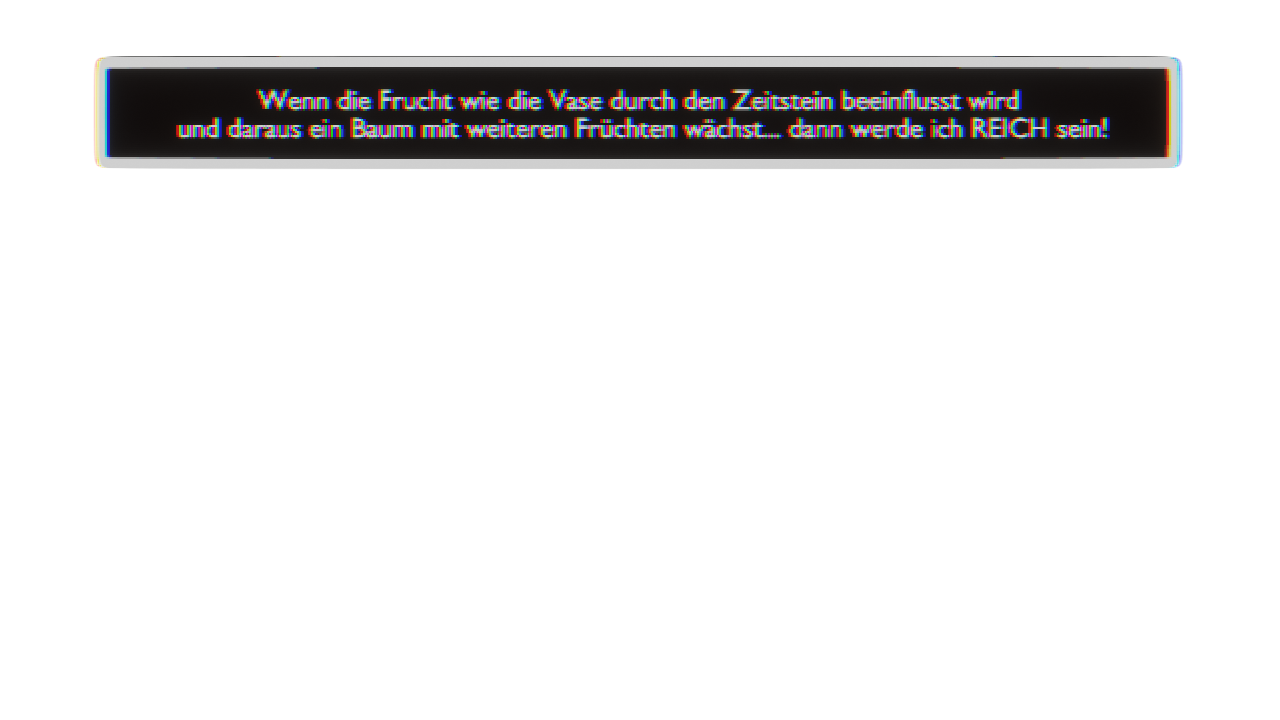 Wenn die Frucht wie die Vase durch den Zeitstein beeinflusst wird
und daraus ein Baum mit weiteren Früchten wächst... dann werde ich REICH sein!